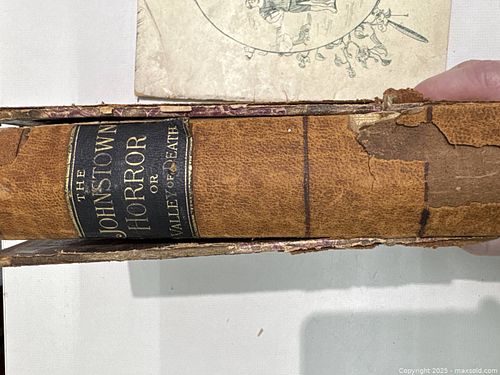 THE
JOHNSTOWN
HORROR
OR
VALLEY OF DEATH
Copyright 2025 - maxsold.com